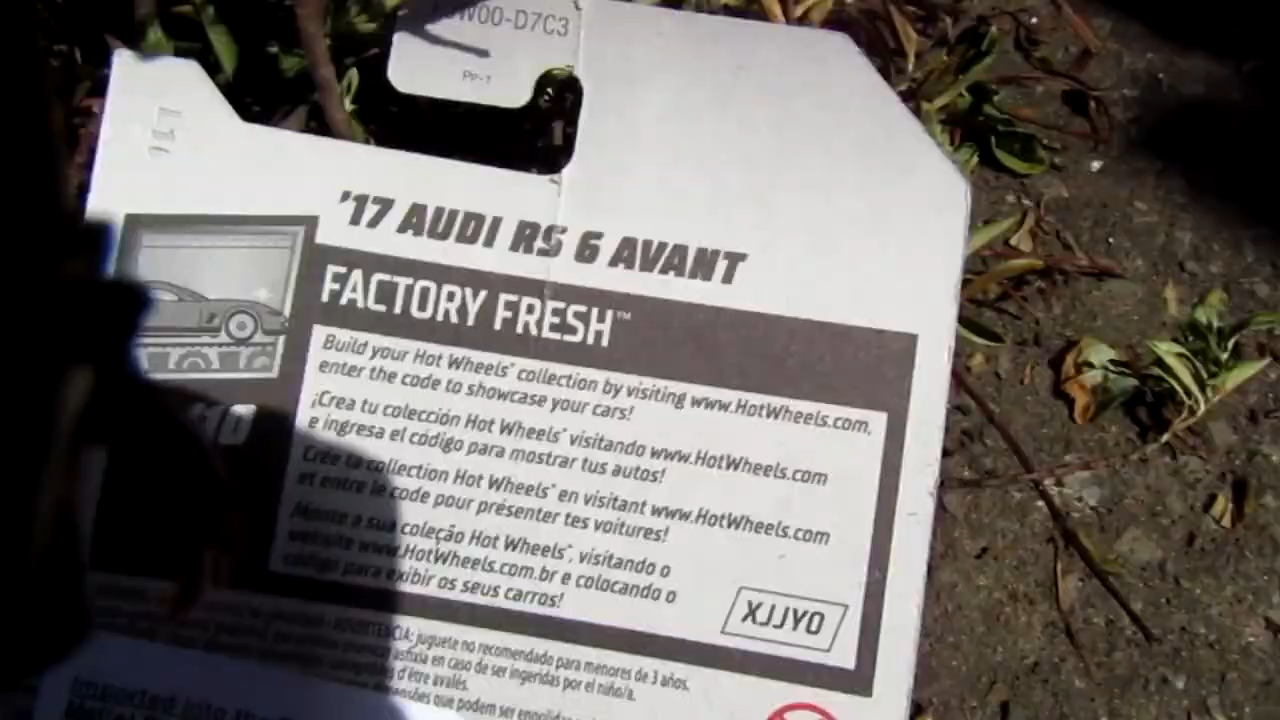 W00-D7C3
PP-1
L16
'17 AUDI RS 6 AVANT
FACTORY FRESH™
Build your Hot Wheels® collection by visiting www.HotWheels.com,
enter the code to showcase your cars!
¡Crea tu colección Hot Wheels® visitando www.HotWheels.com
e ingresa el código para mostrar tus autos!
Crée ta collection Hot Wheels® en visitant www.HotWheels.com
et entre le code pour présenter tes voitures!
Monte a sua coleção Hot Wheels®, visitando o
website www.HotWheels.com.br e colocando o
código para exibir os seus carros!
XJJYO
ADVERTENCIA: juguete no recomendado para menores de 3 años.
asfixia en caso de ser ingeridas por el niño/a.
d'être avalés.
que podem ser
Imported into the